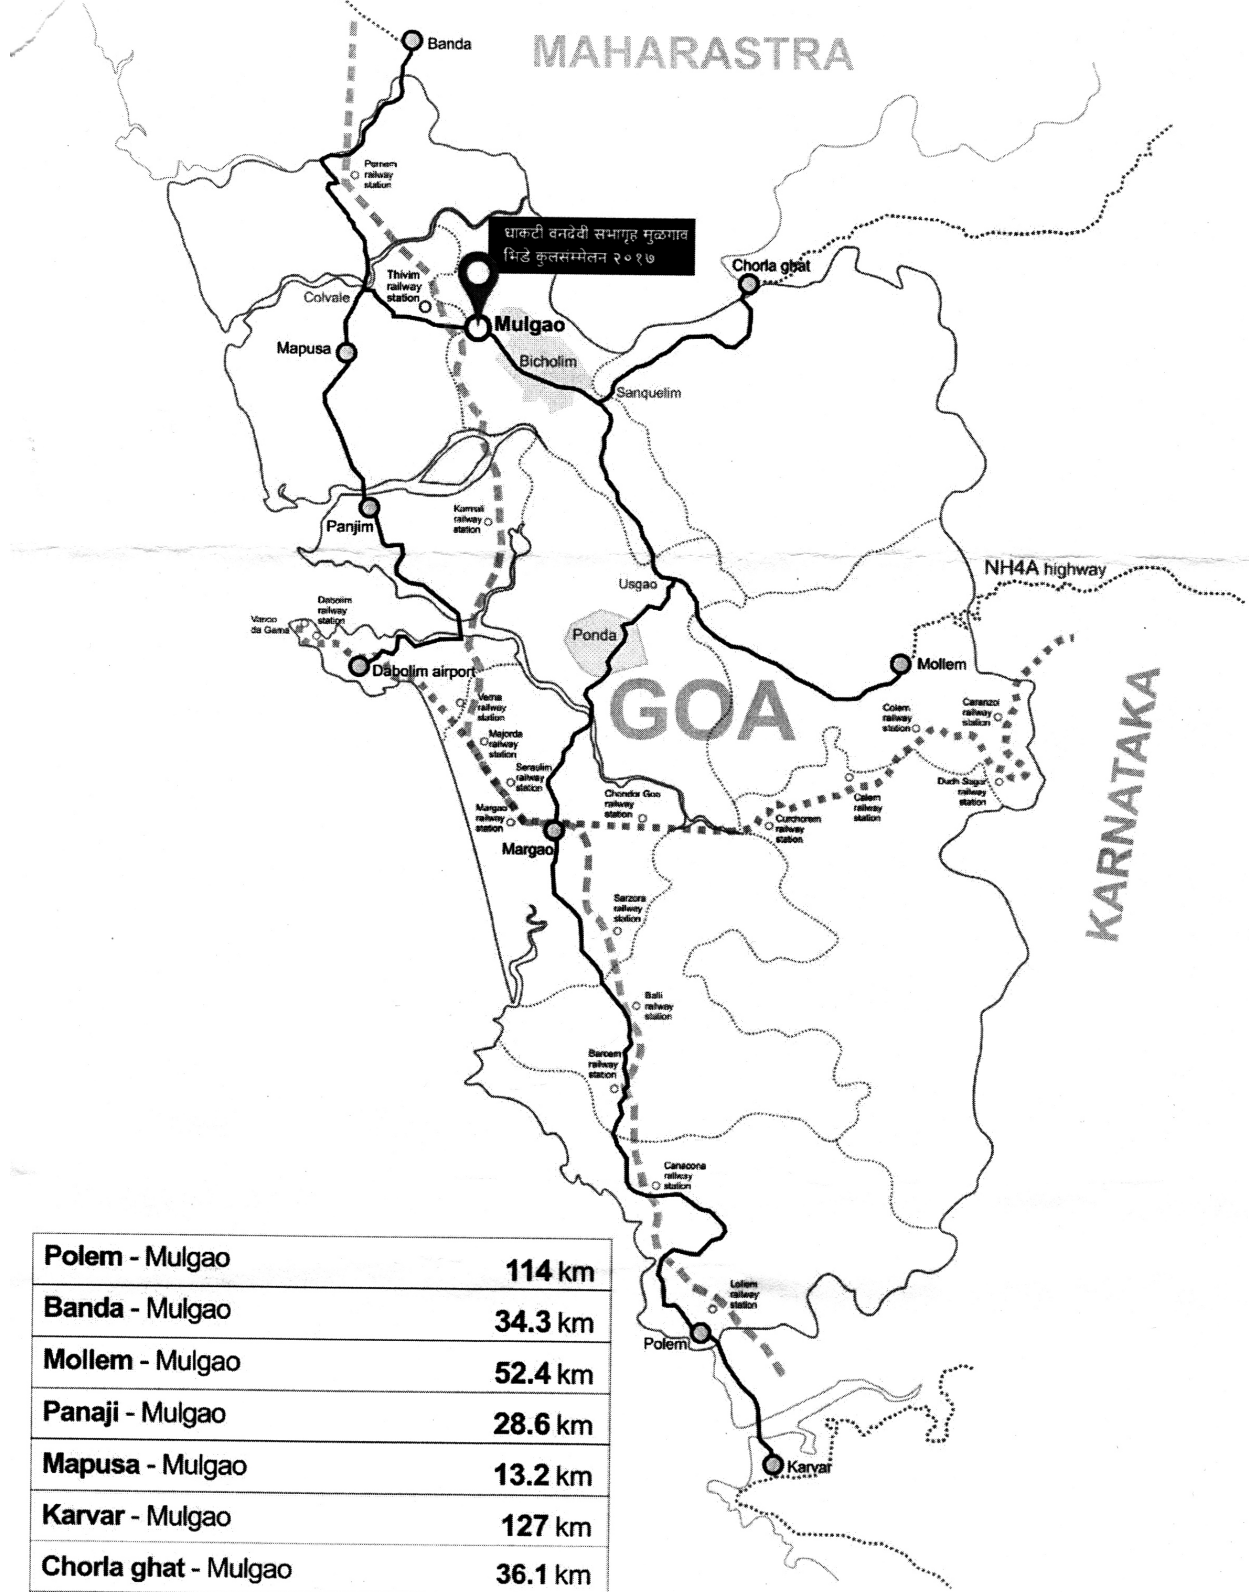 MAHARASTRA
Banda
Pernem
railway
station
धाकटी वनदेवी सभागृह मुळगाव
भिडे कुलसंमेलन २०१७
Chorla ghat
Thivim
railway
station
Colvale
Mulgao
Mapusa
Bicholim
Sanquelim
Panjim
Karmali
railway
station
NH4A highway
Usgao
Dabolim
railway
station
Vasco
da Gama
Ponda
Mollem
Dabolim airport
GOA
KARNATAKA
Verna
railway
station
Majorda
railway
station
Colem
railway
station
Caranzol
railway
station
Seraulim
railway
station
Chandor Goa
railway
station
Dudh Sagar
railway
station
Calem
railway
station
Margao
railway
station
Curchorem
railway
station
Margao
Sarzora
railway
station
Balli
railway
station
Barcem
railway
station
Canacona
railway
station
Loliem
railway
station
Polem
Karvar
Polem - Mulgao 114 km
Banda - Mulgao 34.3 km
Mollem - Mulgao 52.4 km
Panaji - Mulgao 28.6 km
Mapusa - Mulgao 13.2 km
Karvar - Mulgao 127 km
Chorla ghat - Mulgao 36.1 km